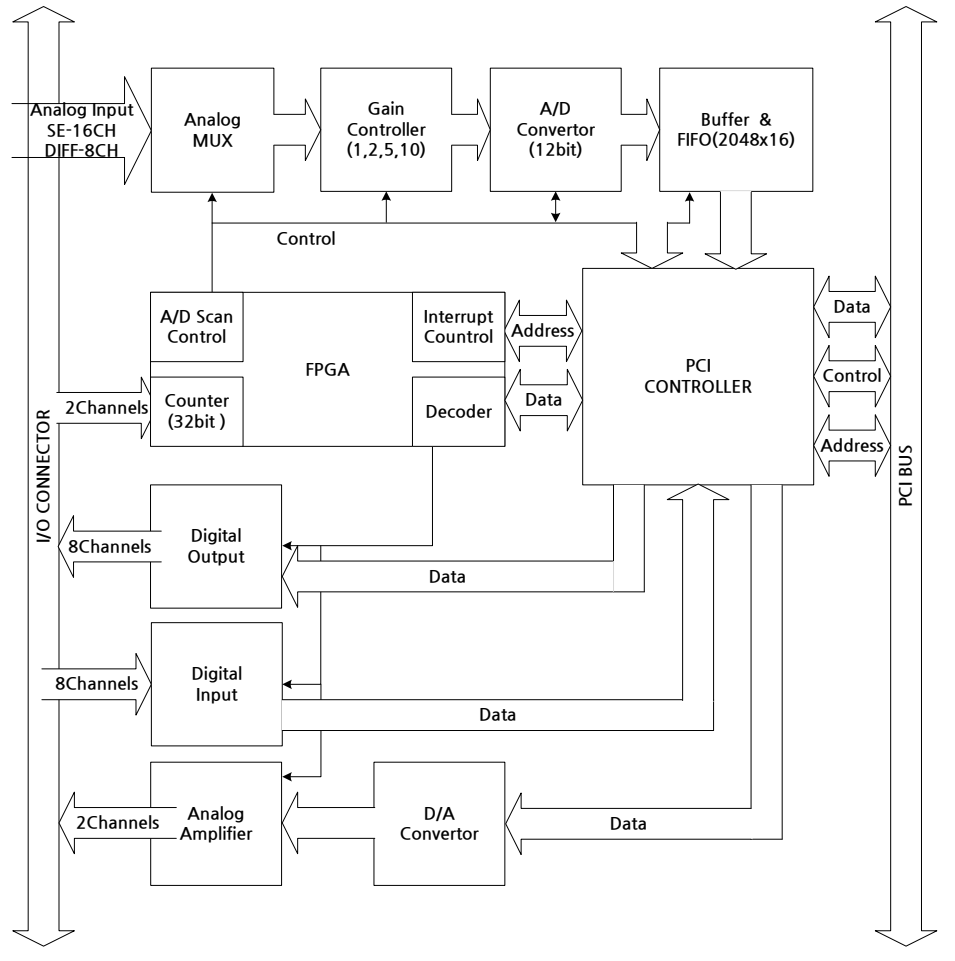 Analog Input
SE-16CH
DIFF-8CH
Analog
MUX
Gain
Controller
(1,2,5,10)
A/D
Convertor
(12bit)
Buffer &
FIFO(2048x16)
Control
A/D Scan
Control
FPGA
Interrupt
Countrol
Counter
(32bit )
Decoder
2Channels
Address
Data
PCI
CONTROLLER
Data
Control
Address
I/O CONNECTOR
PCI BUS
Digital
Output
8Channels
Data
Digital
Input
8Channels
Data
Analog
Amplifier
2Channels
D/A
Convertor
Data